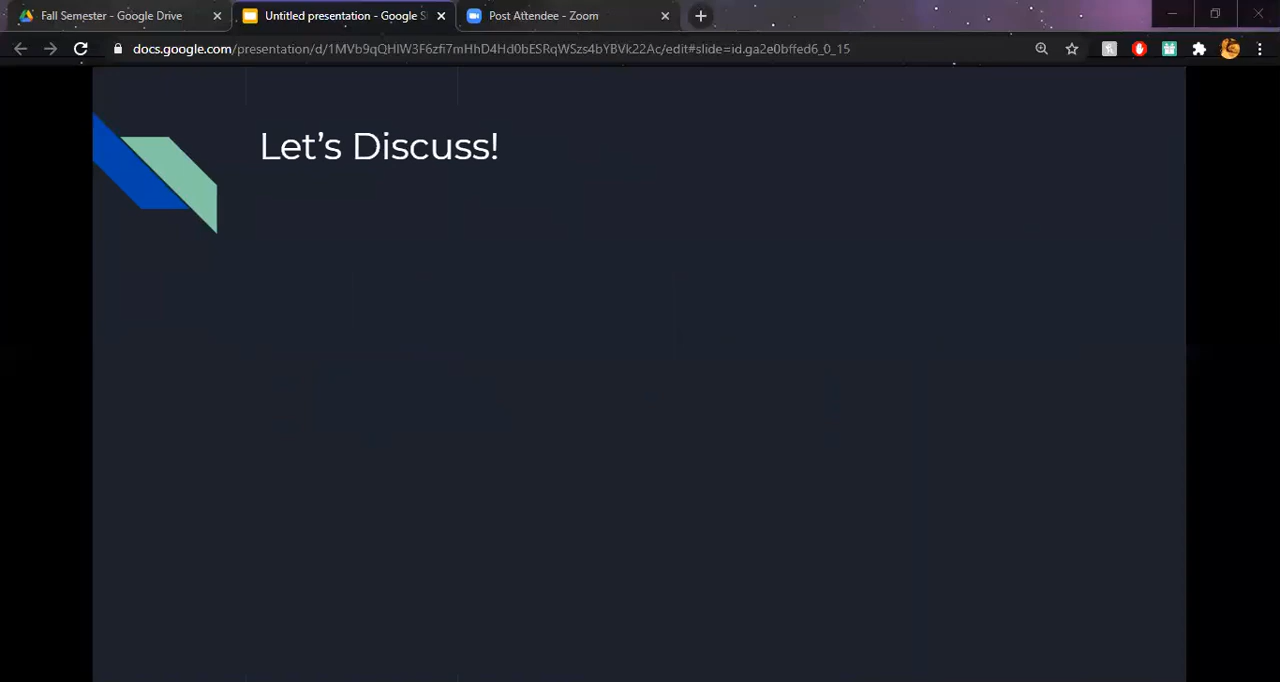 Fall Semester - Google Drive
Untitled presentation - Google S
Post Attendee - Zoom
docs.google.com/presentation/d/1MVb9qQHlW3F6zfi7mHhD4Hd0bESRqWSzs4bYBVk22Ac/edit#slide=id.ga2e0bffed6_0_15
Let's Discuss!